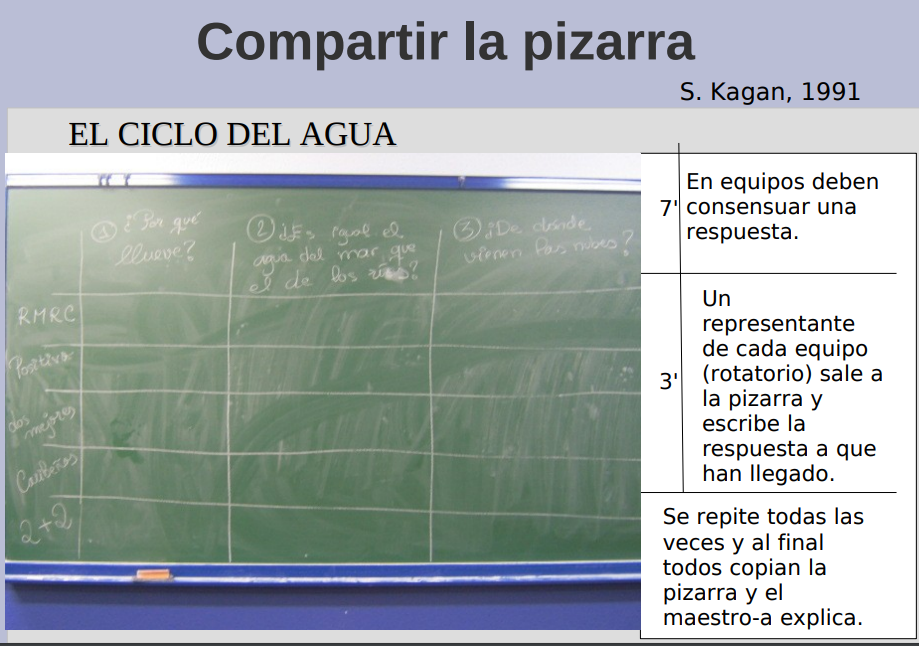 Compartir la pizarra
S. Kagan, 1991
EL CICLO DEL AGUA
① ¿Por qué
llueve?
② ¿Es igual el
agua del mar que
el de los ríos?
③ ¿De dónde
vienen las nubes?
RMRC
Positivo
dos
mejores
Caribeños
2+2
7'
En equipos deben
consensuar una
respuesta.
3'
Un
representante
de cada equipo
(rotatorio) sale a
la pizarra y
escribe la
respuesta a que
han llegado.
Se repite todas las
veces y al final
todos copian la
pizarra y el
maestro-a explica.